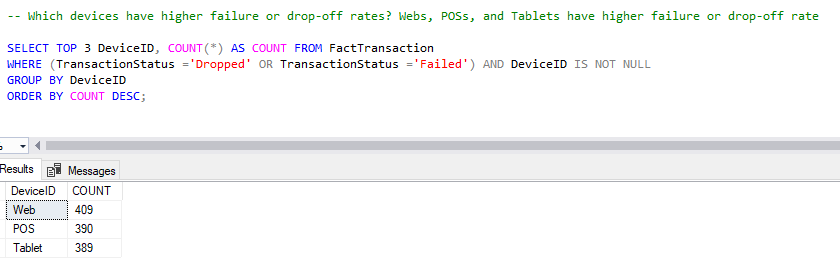 -- Which devices have higher failure or drop-off rates? Webs, POSs, and Tablets have higher failure or drop-off rate
SELECT TOP 3 DeviceID, COUNT(*) AS COUNT FROM FactTransaction
WHERE (TransactionStatus ='Dropped' OR TransactionStatus ='Failed') AND DeviceID IS NOT NULL
GROUP BY DeviceID
ORDER BY COUNT DESC;
Results Messages
DeviceID COUNT
Web 409
POS 390
Tablet 389